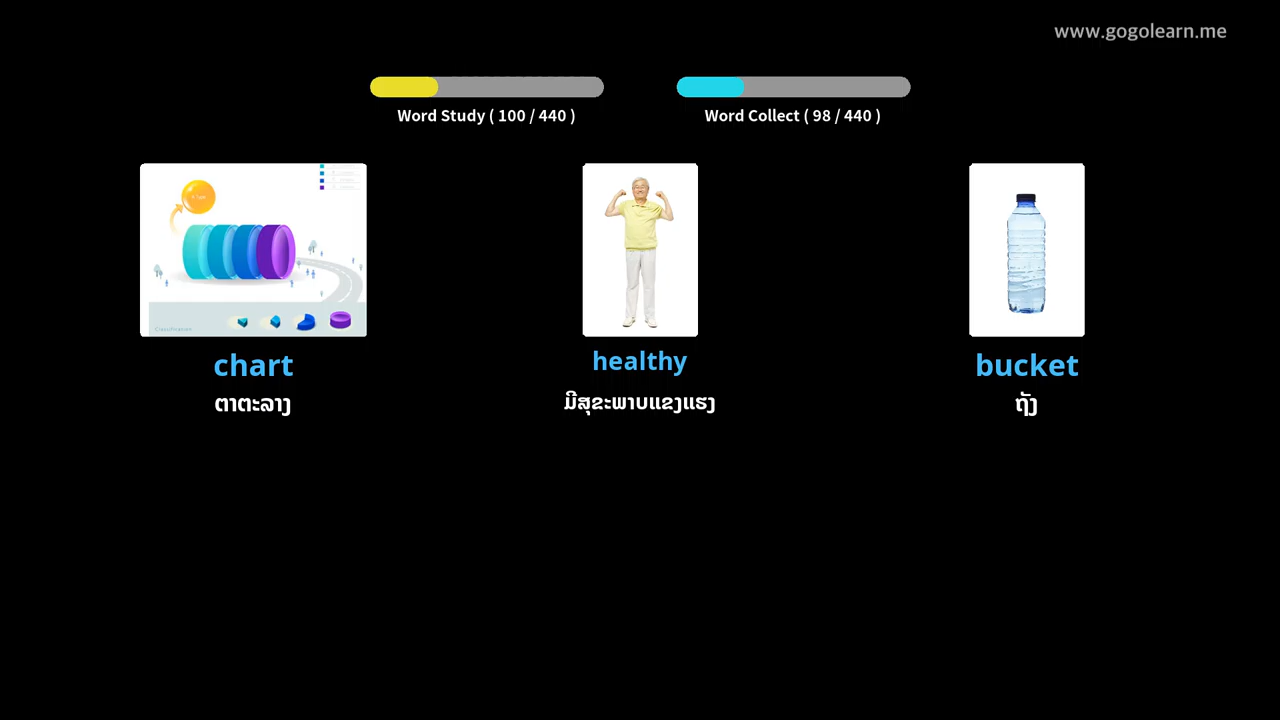 www.gogolearn.me
Word Study ( 100 / 440 )
Word Collect ( 98 / 440 )
chart
healthy
bucket
ຕາຕະລາງ
ມີສຸຂະພາບແຂງແຮງ
ຖັງ